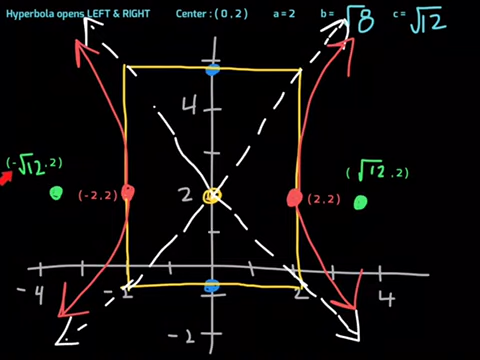 Hyperbola opens LEFT & RIGHT Center : ( 0 , 2 ) a = 2 b = √8 c = √12
4
(-√12, 2)
(√12, 2)
(-2, 2) 2 (2, 2)
-4 2 4
-2